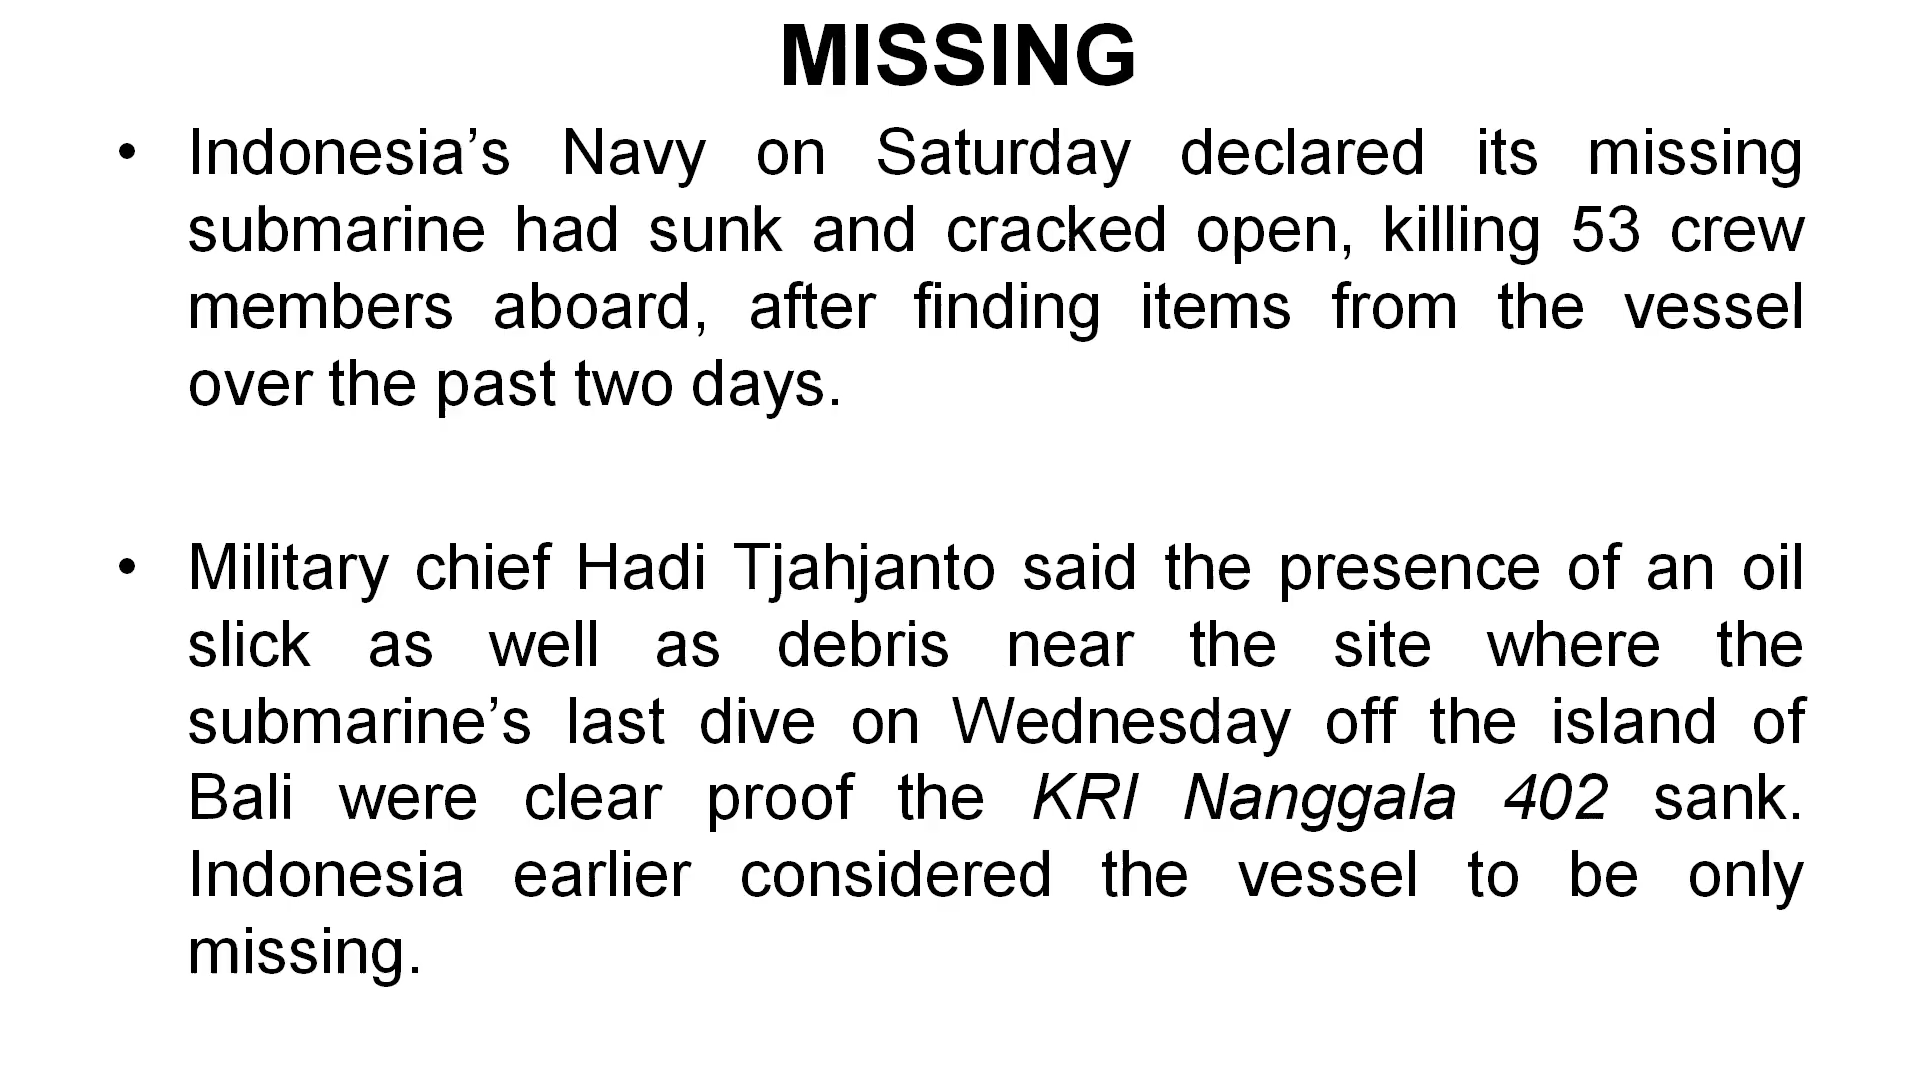 MISSING
• Indonesia’s Navy on Saturday declared its missing
submarine had sunk and cracked open, killing 53 crew
members aboard, after finding items from the vessel
over the past two days.
• Military chief Hadi Tjahjanto said the presence of an oil
slick as well as debris near the site where the
submarine’s last dive on Wednesday off the island of
Bali were clear proof the KRI Nanggala 402 sank.
Indonesia earlier considered the vessel to be only
missing.